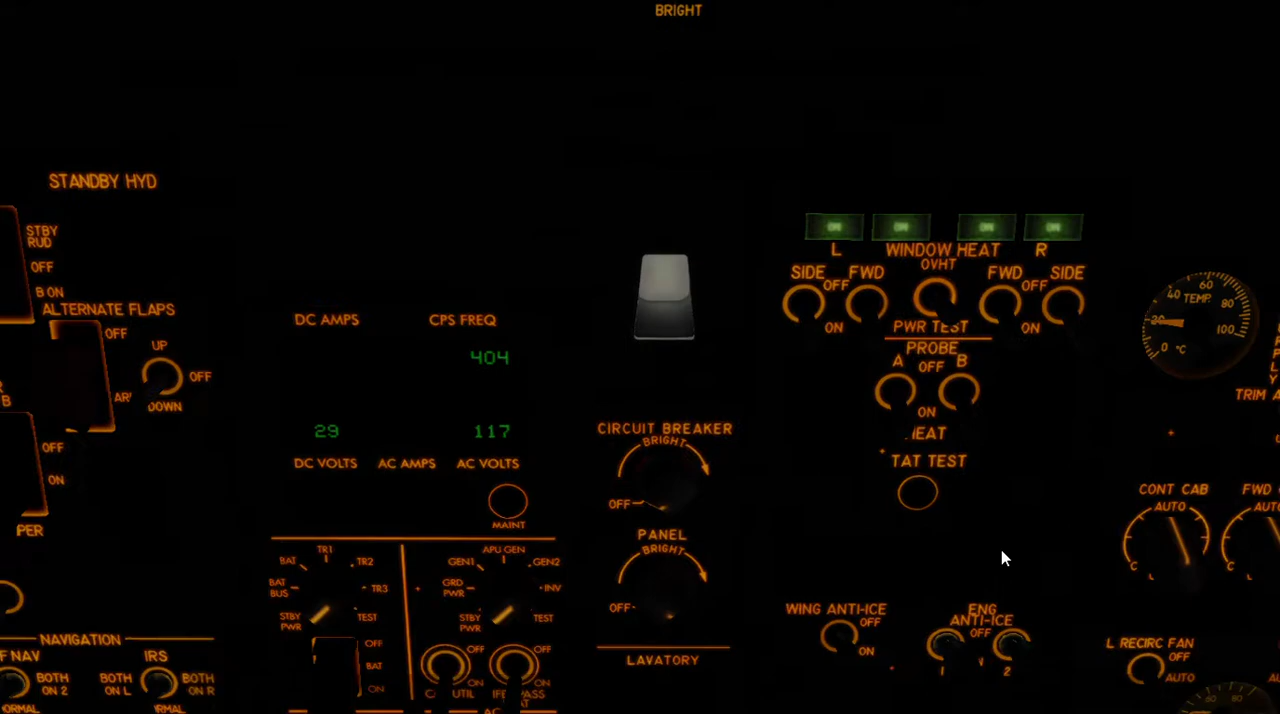 BRIGHT
STANDBY HYD
STBY
RUD
OFF
B ON
ALTERNATE FLAPS
OFF
UP
OFF
DOWN
B
OFF
ON
NAVIGATION
IRS
BOTH
ON 2
BOTH
ON L
BOTH
ON R
DC AMPS
CPS FREQ
404
29
117
DC VOLTS
AC AMPS
AC VOLTS
MAINT
BAT
TR1
TR2
BAT
BUS
TR3
STBY
PWR
TEST
GEN1
APU GEN
GEN2
GRD
PWR
INV
STBY
PWR
TEST
OFF
BAT
ON
OFF
ON
UTIL
OFF
ON
CIRCUIT BREAKER
BRIGHT
OFF
PANEL
BRIGHT
OFF
LAVATORY
ON
ON
ON
ON
L
WINDOW HEAT
R
SIDE
FWD
OVHT
FWD
SIDE
OFF
OFF
ON
ON
PWR TEST
PROBE
A
OFF
B
ON
TAT TEST
WING ANTI-ICE
OFF
ON
ENG
ANTI-ICE
OFF
1
2
40
60
80
TEMP
20
100
0
°C
CONT CAB
AUTO
C
FWD
AUTO
C
L RECIRC FAN
OFF
AUTO
60
80